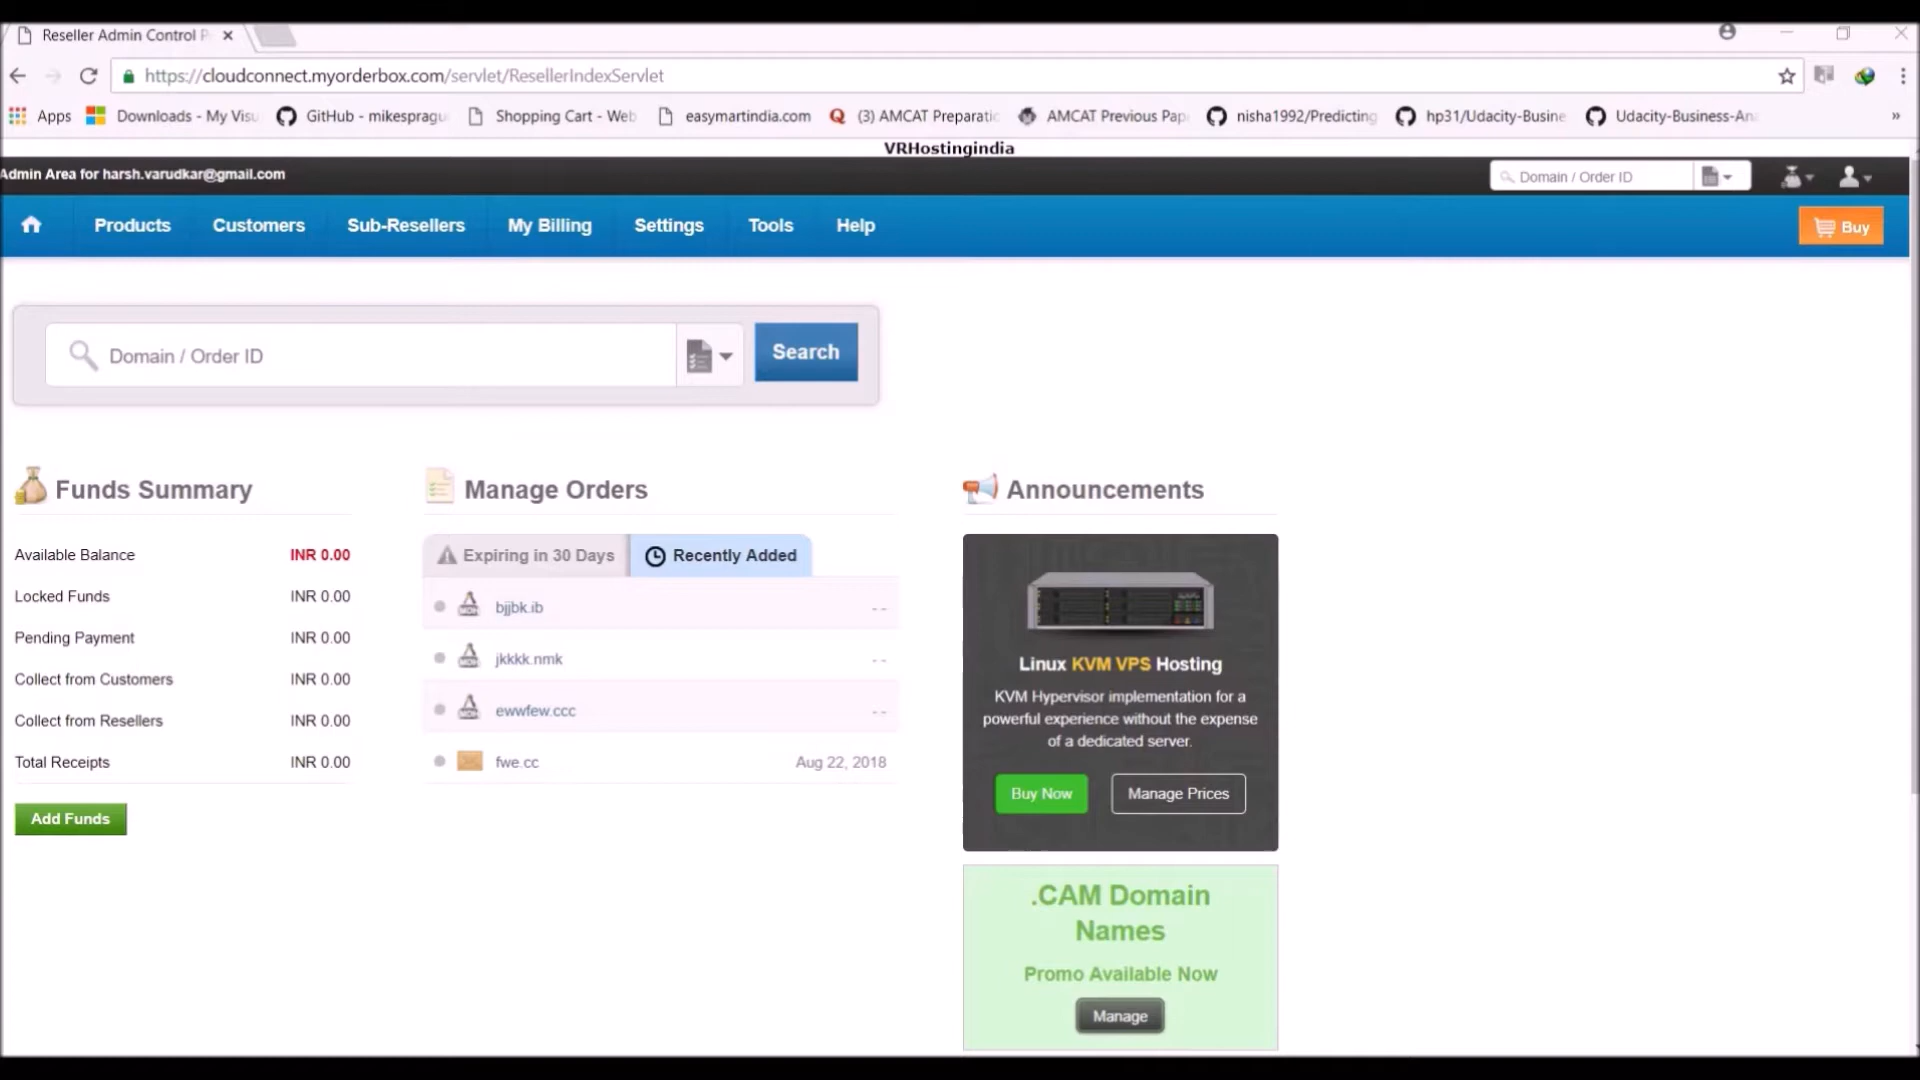 Reseller Admin Control P
https://cloudconnect.myorderbox.com/servlet/ResellerIndexServlet
Apps
Downloads - My Visu
GitHub - mikespragu
Shopping Cart - Web
easymartindia.com
(3) AMCAT Preparatic
AMCAT Previous Pap
nisha1992/Predicting
hp31/Udacity-Busine
Udacity-Business-Ana
»
VRHostingindia
Admin Area for harsh.varudkar@gmail.com
Domain / Order ID
Products
Customers
Sub-Resellers
My Billing
Settings
Tools
Help
Buy
Domain / Order ID
Search
Funds Summary
Available Balance INR 0.00
Locked Funds INR 0.00
Pending Payment INR 0.00
Collect from Customers INR 0.00
Collect from Resellers INR 0.00
Total Receipts INR 0.00
Add Funds
Manage Orders
Expiring in 30 Days
Recently Added
bjjbk.ib --
jkkkk.nmk --
ewwfew.ccc --
fwe.cc Aug 22, 2018
Announcements
Linux KVM VPS Hosting
KVM Hypervisor implementation for a
powerful experience without the expense
of a dedicated server.
Buy Now
Manage Prices
.CAM Domain
Names
Promo Available Now
Manage